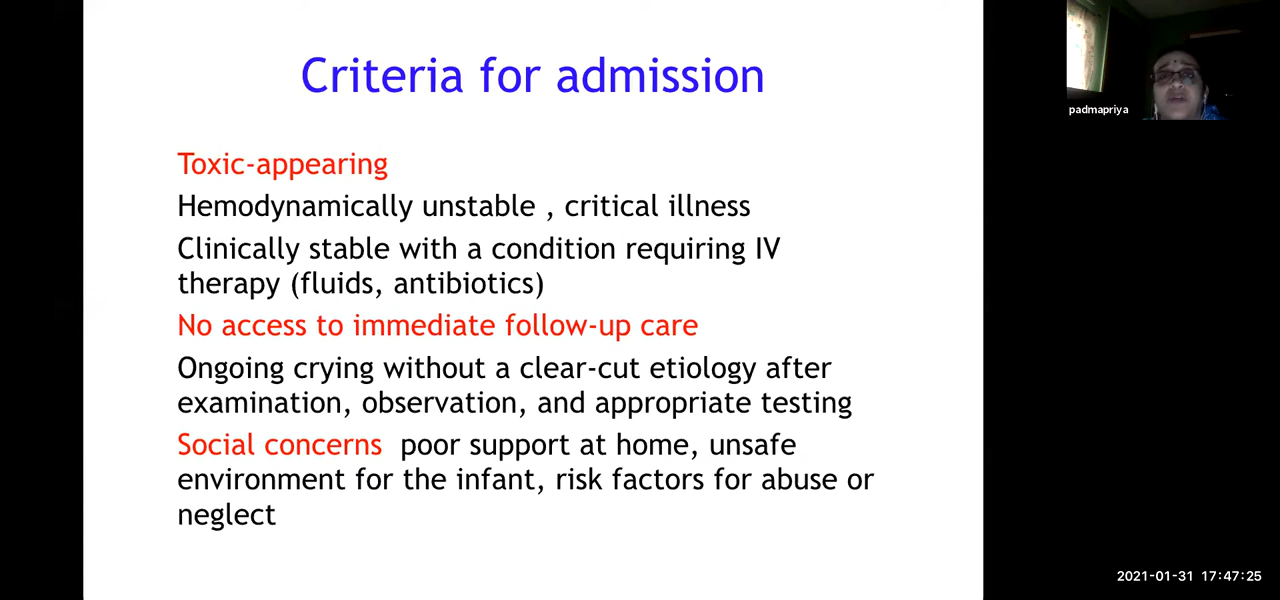 Criteria for admission
padmapriya
Toxic-appearing
Hemodynamically unstable , critical illness
Clinically stable with a condition requiring IV
therapy (fluids, antibiotics)
No access to immediate follow-up care
Ongoing crying without a clear-cut etiology after
examination, observation, and appropriate testing
Social concerns  poor support at home, unsafe
environment for the infant, risk factors for abuse or
neglect
2021-01-31 17:47:25